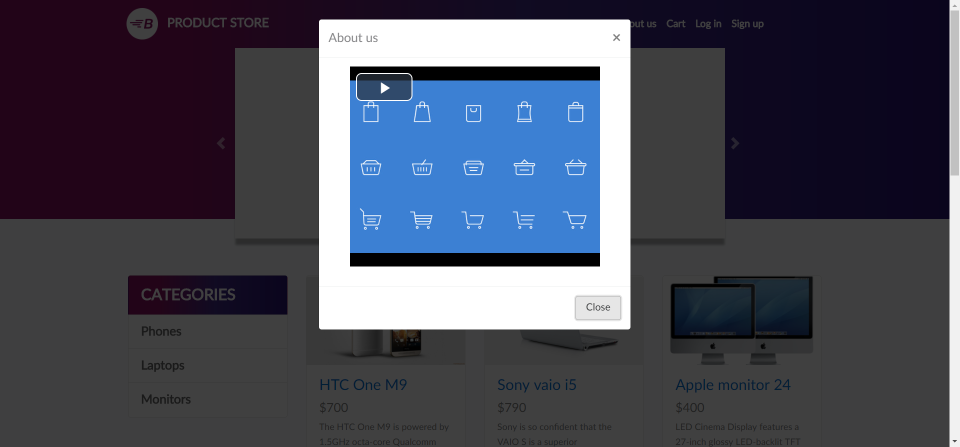 PRODUCT STORE
out us Cart Log in Sign up
About us ×
Close
CATEGORIES
Phones
Laptops
Monitors
HTC One M9
$700
The HTC One M9 is powered by
1.5GHz octa-core Qualcomm
Sony vaio i5
$790
Sony is so confident that the
VAIO S is a superior
Apple monitor 24
$400
LED Cinema Display features a
27-inch glossy LED-backlit TFT